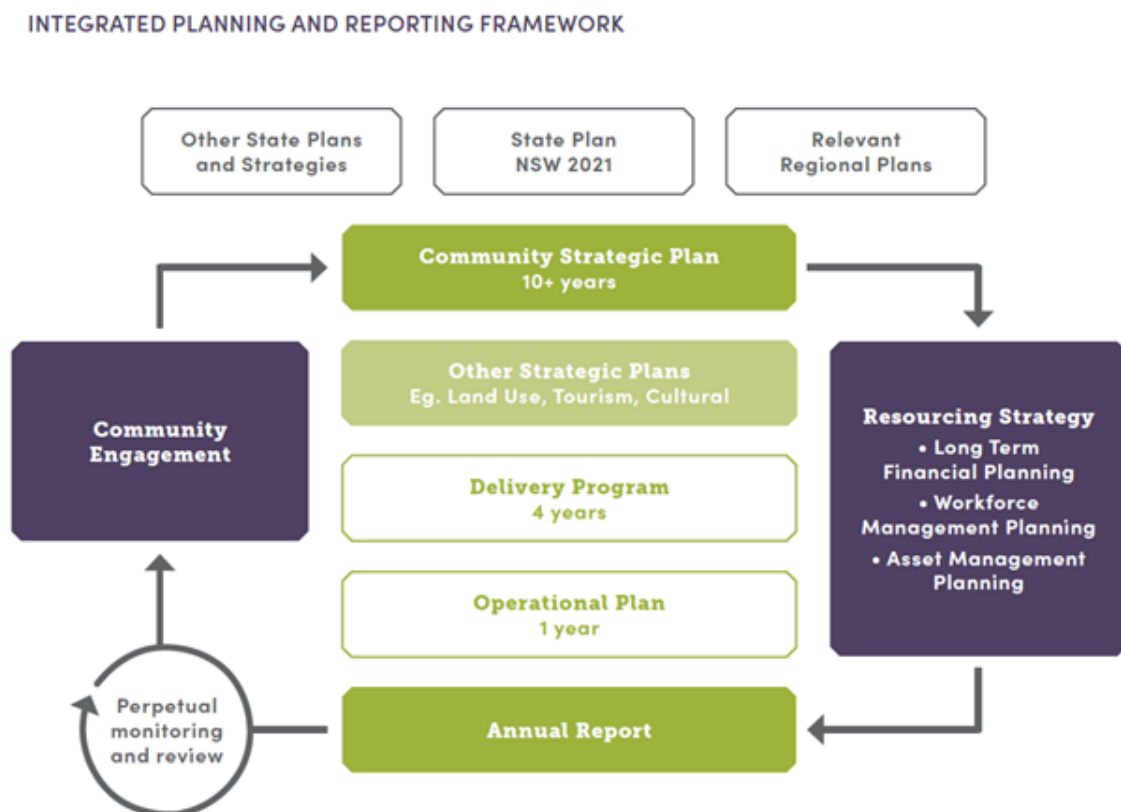 INTEGRATED PLANNING AND REPORTING FRAMEWORK
Other State Plans
and Strategies
State Plan
NSW 2021
Relevant
Regional Plans
Community Strategic Plan
10+ years
Other Strategic Plans
Eg. Land Use, Tourism, Cultural
Community
Engagement
Delivery Program
4 years
Operational Plan
1 year
Resourcing Strategy
• Long Term
Financial Planning
• Workforce
Management Planning
• Asset Management
Planning
Perpetual
monitoring
and review
Annual Report